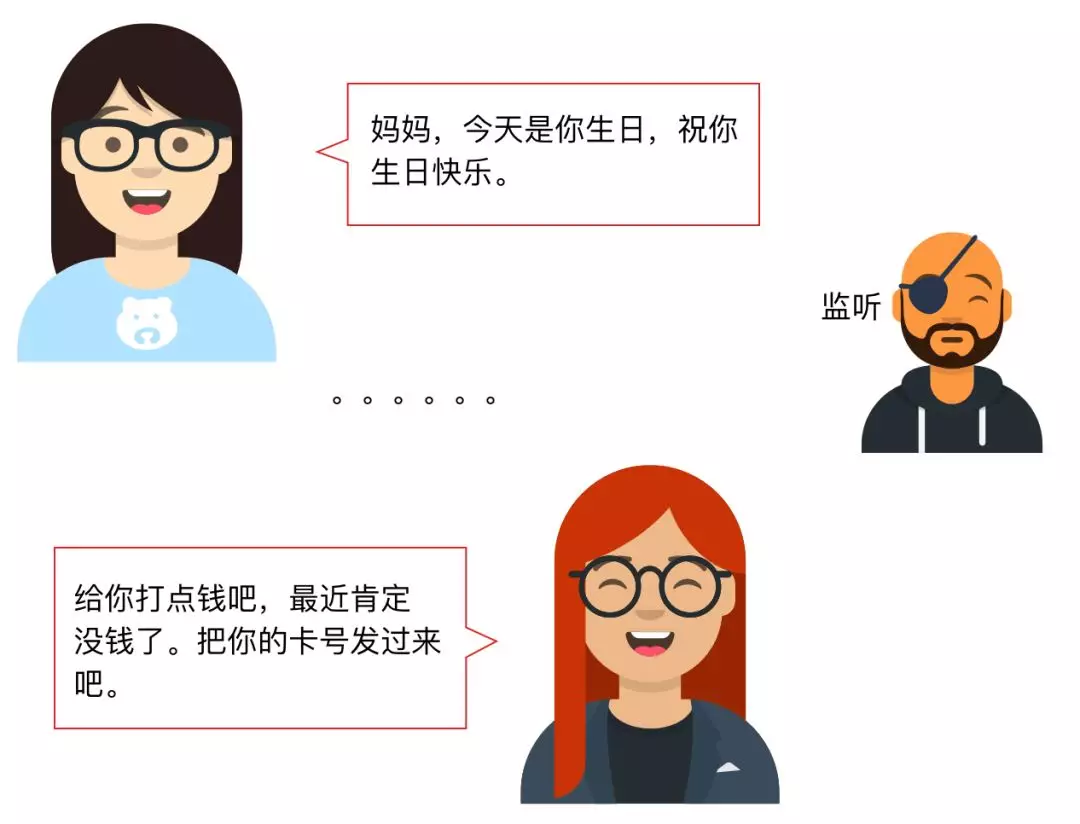 妈妈，今天是你生日，祝你
生日快乐。
监听
。。。。。。
给你打点钱吧，最近肯定
没钱了。把你的卡号发过来
吧。